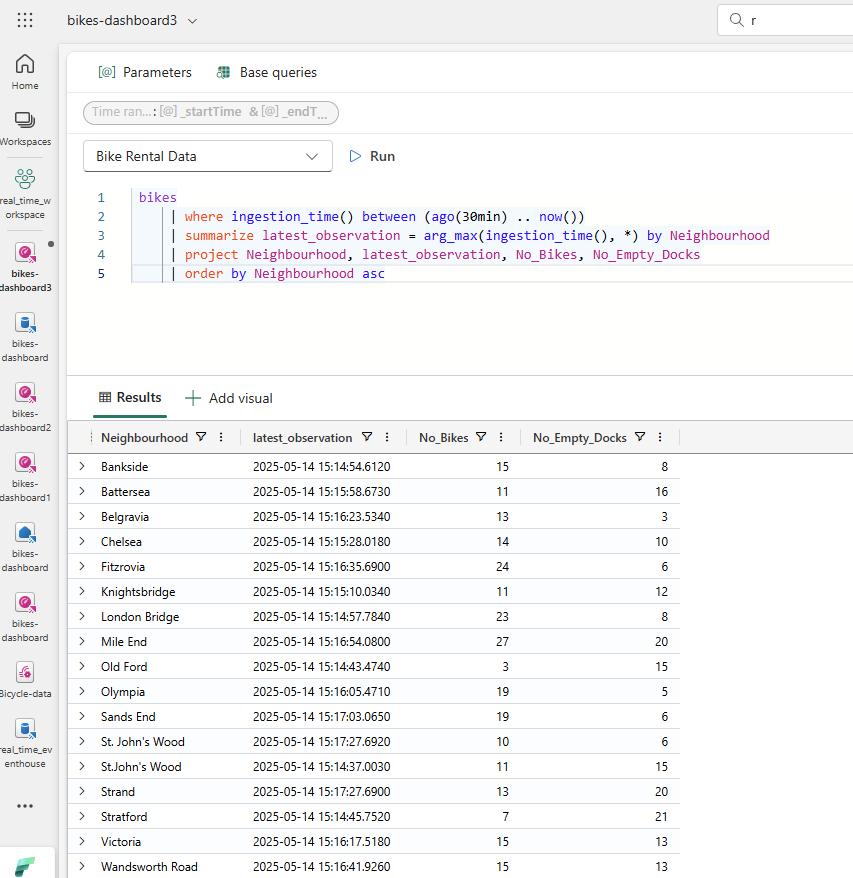 bikes-dashboard3
r
Home
Workspaces
real_time_w
orkspace
bikes-
dashboard3
bikes-
dashboard
bikes-
dashboard2
bikes-
dashboard1
bikes-
dashboard
bikes-
dashboard
Bicycle-data
real_time_ev
enthouse
[@] Parameters
Base queries
Time ran... : [@] _startTime & [@] _endT...
Bike Rental Data
Run
1 bikes
2 | where ingestion_time() between (ago(30min) .. now())
3 | summarize latest_observation = arg_max(ingestion_time(), *) by Neighbourhood
4 | project Neighbourhood, latest_observation, No_Bikes, No_Empty_Docks
5 | order by Neighbourhood asc
Results
Add visual
Neighbourhood latest_observation No_Bikes No_Empty_Docks
Bankside 2025-05-14 15:14:54.6120 15 8
Battersea 2025-05-14 15:15:58.6730 11 16
Belgravia 2025-05-14 15:16:23.5340 13 3
Chelsea 2025-05-14 15:15:28.0180 14 10
Fitzrovia 2025-05-14 15:16:35.6900 24 6
Knightsbridge 2025-05-14 15:15:10.0340 11 12
London Bridge 2025-05-14 15:14:57.7840 23 8
Mile End 2025-05-14 15:16:54.0800 27 20
Old Ford 2025-05-14 15:14:43.4740 3 15
Olympia 2025-05-14 15:16:05.4710 19 5
Sands End 2025-05-14 15:17:03.0650 19 6
St. John's Wood 2025-05-14 15:17:27.6920 10 6
St.John's Wood 2025-05-14 15:14:37.0030 11 15
Strand 2025-05-14 15:17:27.6900 13 20
Stratford 2025-05-14 15:14:45.7520 7 21
Victoria 2025-05-14 15:16:17.5180 15 13
Wandsworth Road 2025-05-14 15:16:41.9260 15 13